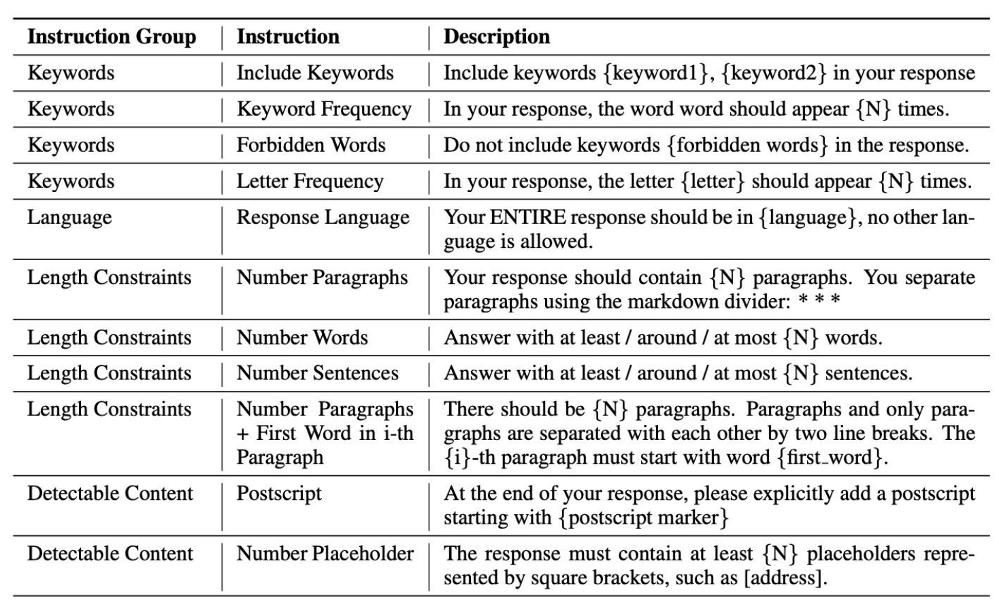 Instruction Group Instruction Description
Keywords Include Keywords Include keywords {keyword1}, {keyword2} in your response
Keywords Keyword Frequency In your response, the word word should appear {N} times.
Keywords Forbidden Words Do not include keywords {forbidden words} in the response.
Keywords Letter Frequency In your response, the letter {letter} should appear {N} times.
Language Response Language Your ENTIRE response should be in {language}, no other lan-
guage is allowed.
Length Constraints Number Paragraphs Your response should contain {N} paragraphs. You separate
paragraphs using the markdown divider: * * *
Length Constraints Number Words Answer with at least / around / at most {N} words.
Length Constraints Number Sentences Answer with at least / around / at most {N} sentences.
Length Constraints Number Paragraphs There should be {N} paragraphs. Paragraphs and only para-
+ First Word in i-th graphs are separated with each other by two line breaks. The
Paragraph {i}-th paragraph must start with word {first_word}.
Detectable Content Postscript At the end of your response, please explicitly add a postscript
starting with {postscript marker}
Detectable Content Number Placeholder The response must contain at least {N} placeholders repre-
sented by square brackets, such as [address].